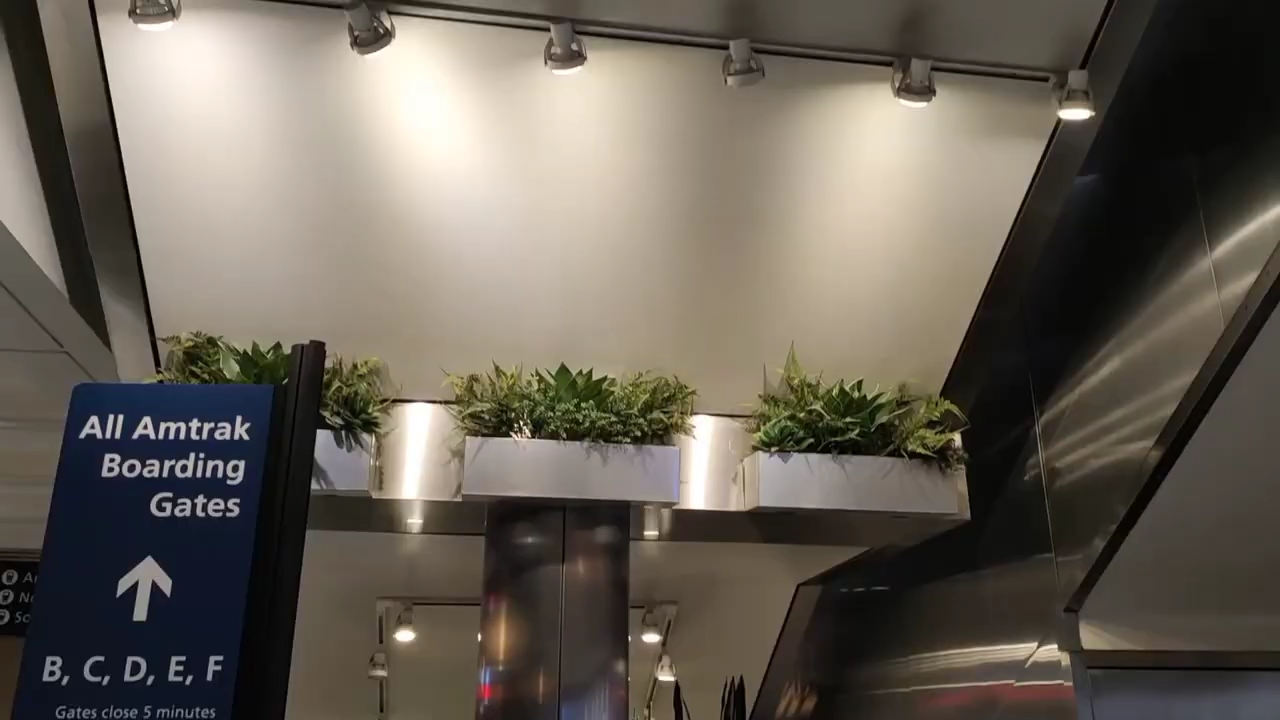 All Amtrak
Boarding
Gates
B, C, D, E, F
Gates close 5 minutes